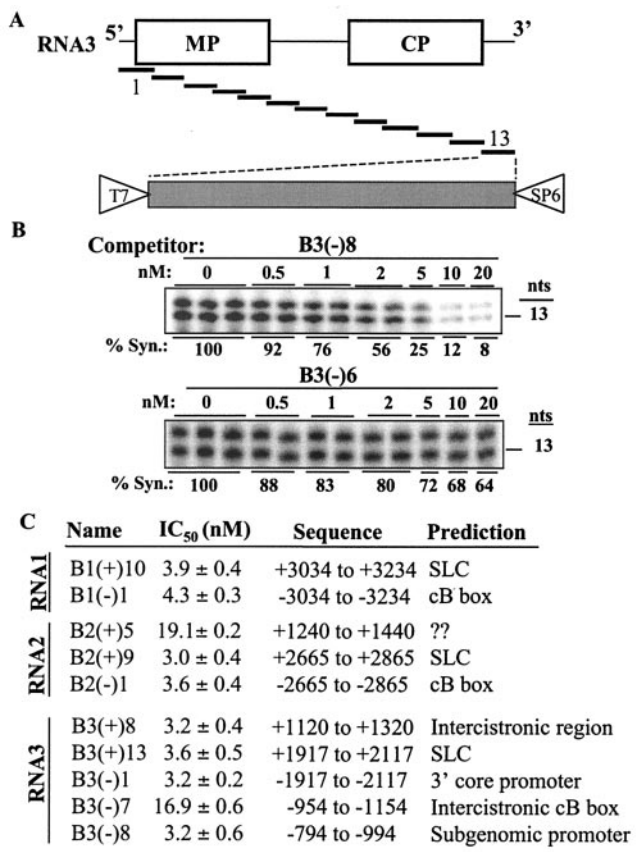 A
RNA3 5’ MP CP 3’
1
13
T7 SP6
B
Competitor: B3(-)8
nM: 0 0.5 1 2 5 10 20
nts
13
% Syn.: 100 92 76 56 25 12 8
B3(-)6
nM: 0 0.5 1 2 5 10 20
nts
13
% Syn.: 100 88 83 80 72 68 64
C
Name IC50 (nM) Sequence Prediction
RNA1
B1(+)10 3.9 ± 0.4 +3034 to +3234 SLC
B1(-)1 4.3 ± 0.3 -3034 to -3234 cB box
RNA2
B2(+)5 19.1± 0.2 +1240 to +1440 ??
B2(+)9 3.0 ± 0.4 +2665 to +2865 SLC
B2(-)1 3.6 ± 0.4 -2665 to -2865 cB box
RNA3
B3(+)8 3.2 ± 0.4 +1120 to +1320 Intercistronic region
B3(+)13 3.6 ± 0.5 +1917 to +2117 SLC
B3(-)1 3.2 ± 0.2 -1917 to -2117 3’ core promoter
B3(-)7 16.9 ± 0.6 -954 to -1154 Intercistronic cB box
B3(-)8 3.2 ± 0.6 -794 to -994 Subgenomic promoter